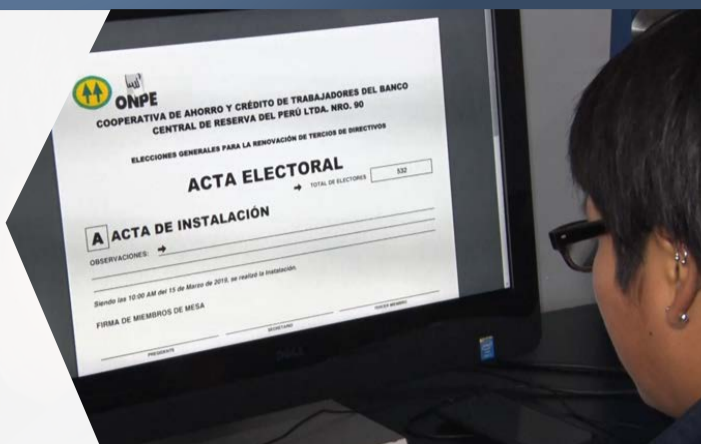 ONPE
COOPERATIVA DE AHORRO Y CRÉDITO DE TRABAJADORES DEL BANCO
CENTRAL DE RESERVA DEL PERÚ LTDA. NRO. 90
ELECCIONES GENERALES PARA LA RENOVACIÓN DE TERCIOS DE DIRECTIVOS
ACTA ELECTORAL
➔ TOTAL DE ELECTORES 532
A ACTA DE INSTALACIÓN
OBSERVACIONES: ➔
Siendo las 10:00 AM del 15 de Marzo de 2015, se realizó la instalación.
FIRMA DE MIEMBROS DE MESA
PRESIDENTE SECRETARIO TERCER MIEMBRO
DELL